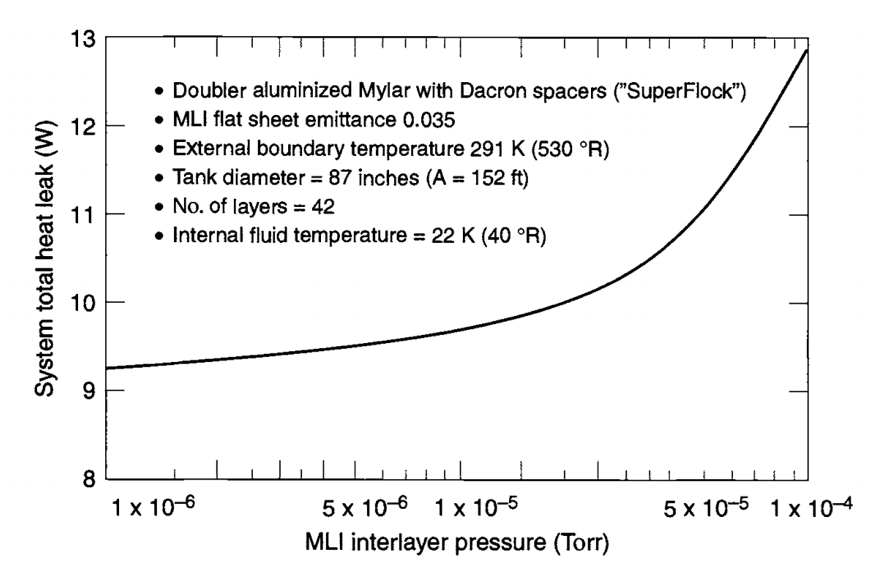 13
12
11
10
9
8
System total heat leak (W)
• Doubler aluminized Mylar with Dacron spacers ("SuperFlock")
• MLI flat sheet emittance 0.035
• External boundary temperature 291 K (530 °R)
• Tank diameter = 87 inches (A = 152 ft)
• No. of layers = 42
• Internal fluid temperature = 22 K (40 °R)
1 x 10⁻⁶ 5 x 10⁻⁶ 1 x 10⁻⁵ 5 x 10⁻⁵ 1 x 10⁻⁴
MLI interlayer pressure (Torr)